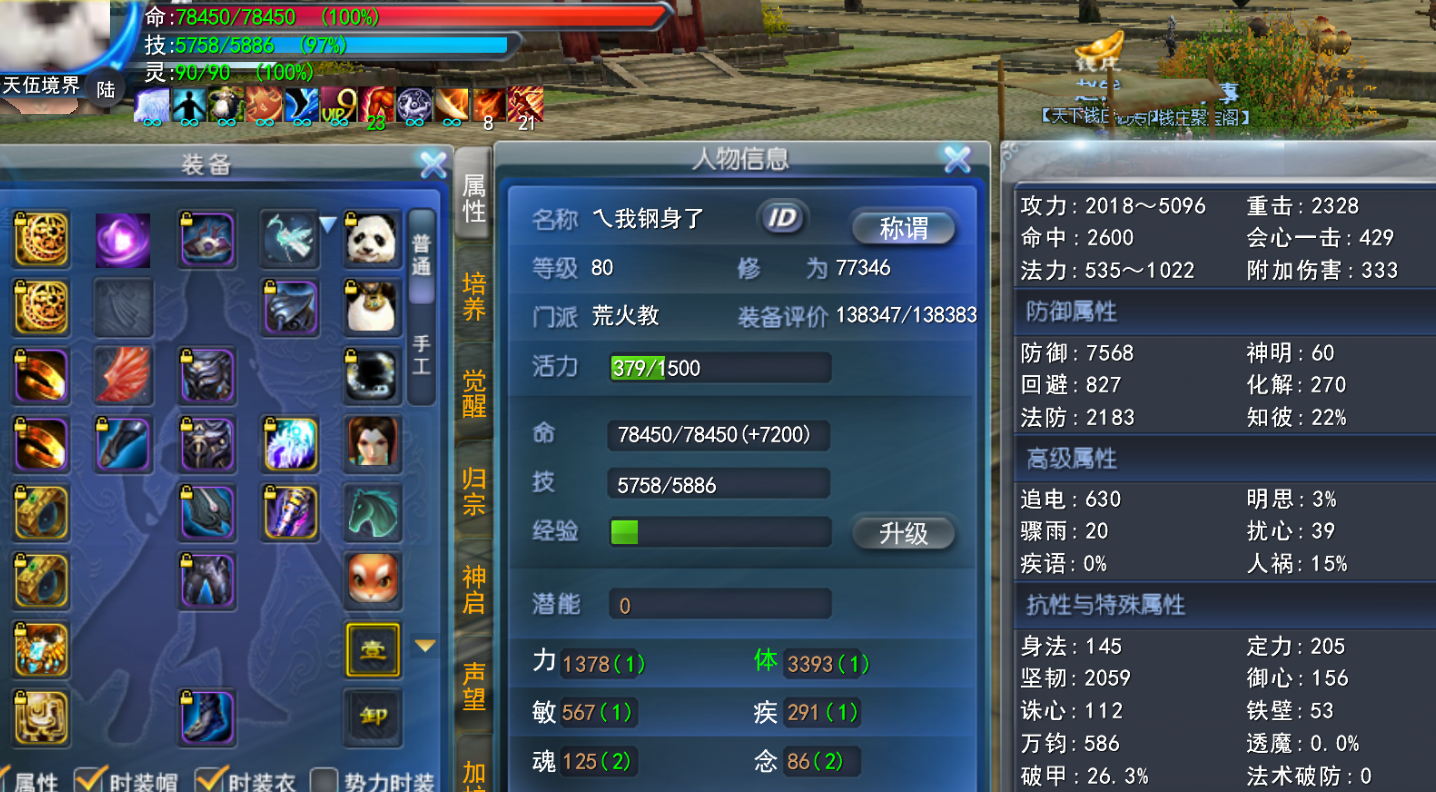 命:78450/78450 (100%)
技:5758/5886 (97%)
灵:90/90 (100%)
天伍境界
陆
∞ ∞ ∞ ∞ ∞ ∞ 23 ∞ ∞ 8 21
VIP9
装备
普通
手工
壹
卸
属性 时装帽 时装衣 势力时装
属性
培养
觉醒
归宗
神启
声望
加
人物信息
名称 乀我钢身了 ID 称谓
等级 80 修为 77346
门派 荒火教 装备评价 138347/138383
活力 379/1500
命 78450/78450(+7200)
技 5758/5886
经验 升级
潜能 0
力 1378(1) 体 3393(1)
敏 567(1) 疾 291(1)
魂 125(2) 念 86(2)
攻力:2018～5096 重击:2328
命中:2600 会心一击:429
法力:535～1022 附加伤害:333
防御属性
防御:7568 神明:60
回避:827 化解:270
法防:2183 知彼:22%
高级属性
追电:630 明思:3%
骤雨:20 扰心:39
疾语:0% 人祸:15%
抗性与特殊属性
身法:145 定力:205
坚韧:2059 御心:156
诛心:112 铁壁:53
万钧:586 透魔:0.0%
破甲:26.3% 法术破防:0